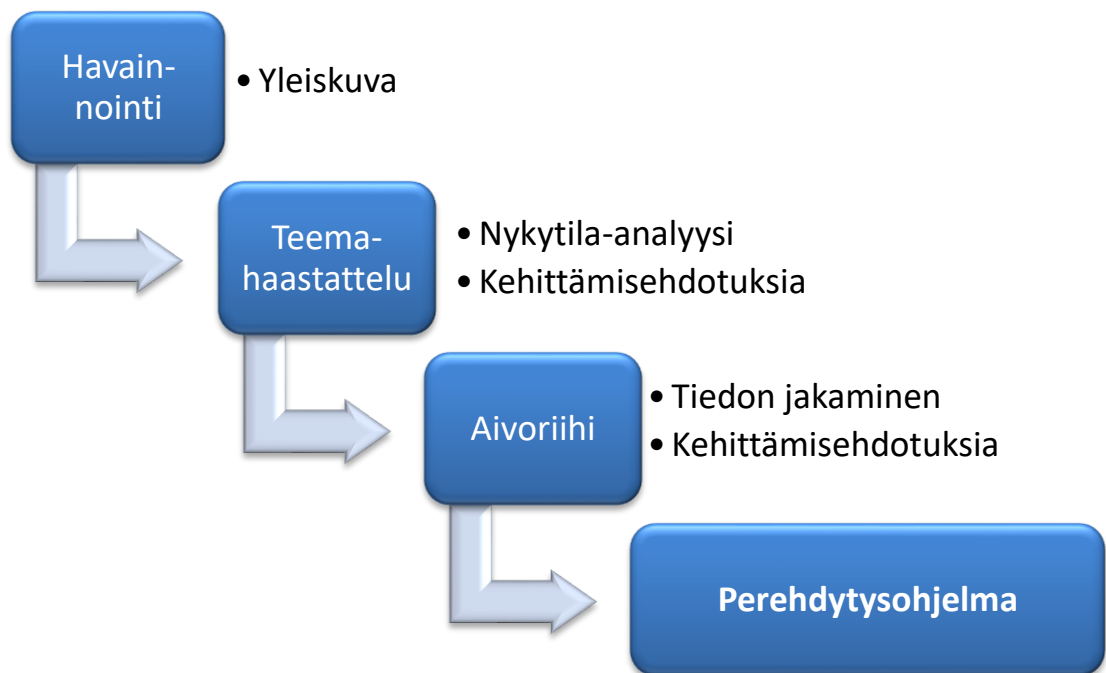 Havain-
nointi
• Yleiskuva
Teema-
haastattelu
• Nykytila-analyysi
• Kehittämisehdotuksia
Aivoriihi
• Tiedon jakaminen
• Kehittämisehdotuksia
Perehdytysohjelma